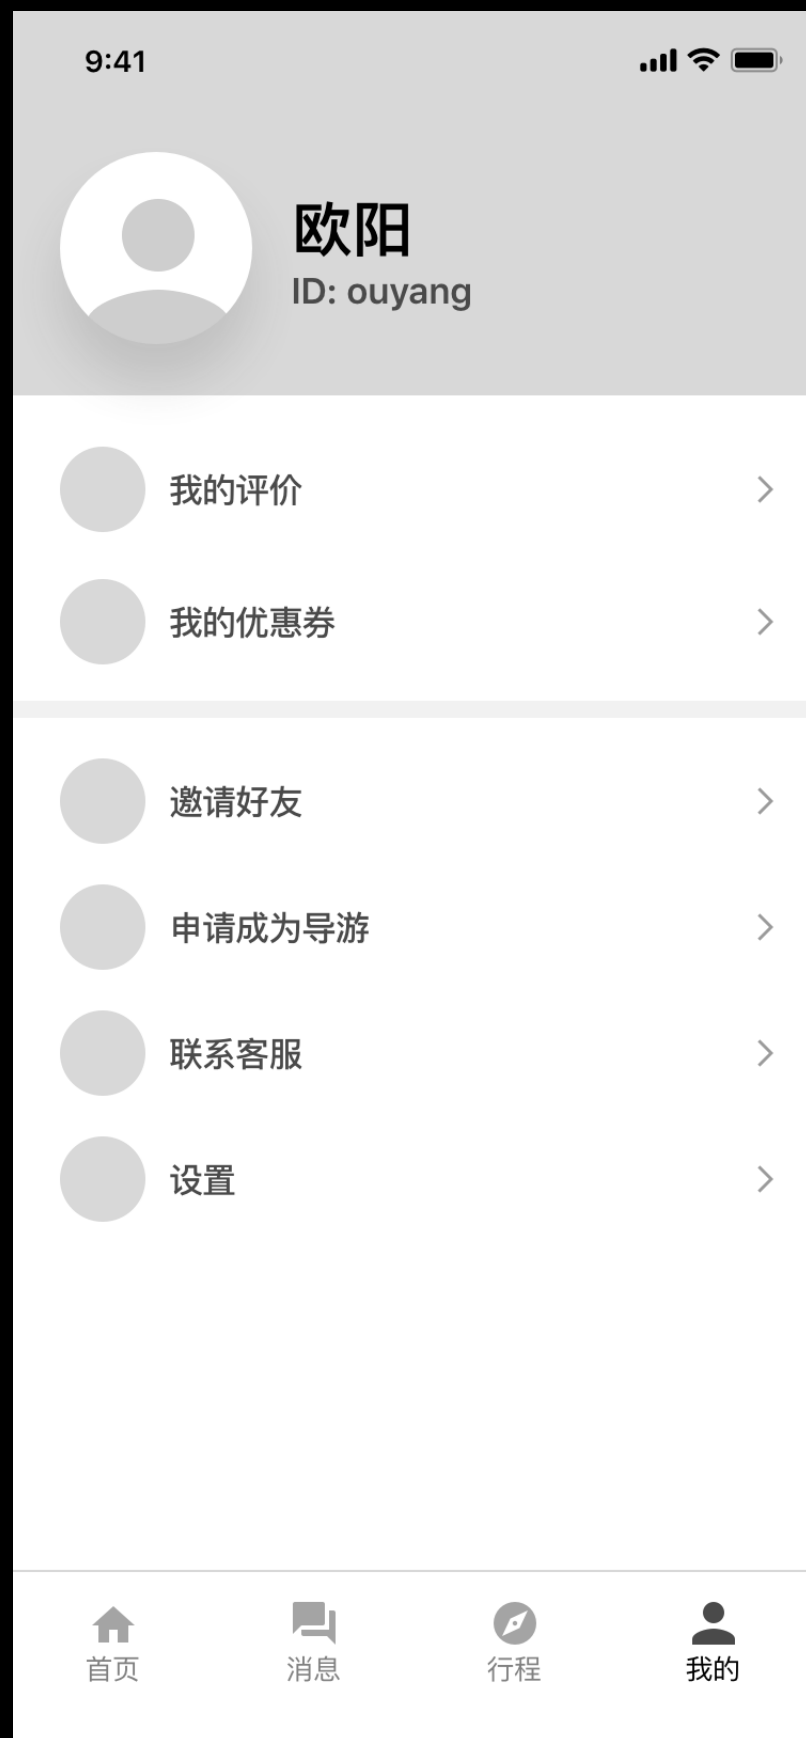 9:41
欧阳
ID: ouyang
我的评价
我的优惠券
邀请好友
申请成为导游
联系客服
设置
首页
消息
行程
我的